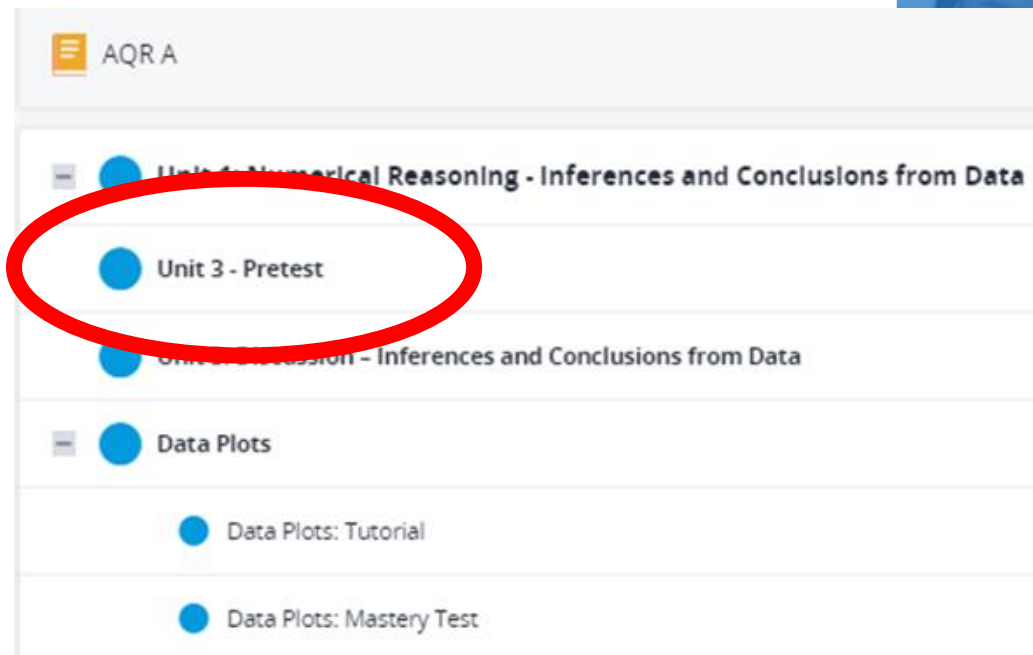 AQR A
Numerical Reasoning - Inferences and Conclusions from Data
Unit 3 - Pretest
Discussion – Inferences and Conclusions from Data
Data Plots
Data Plots: Tutorial
Data Plots: Mastery Test